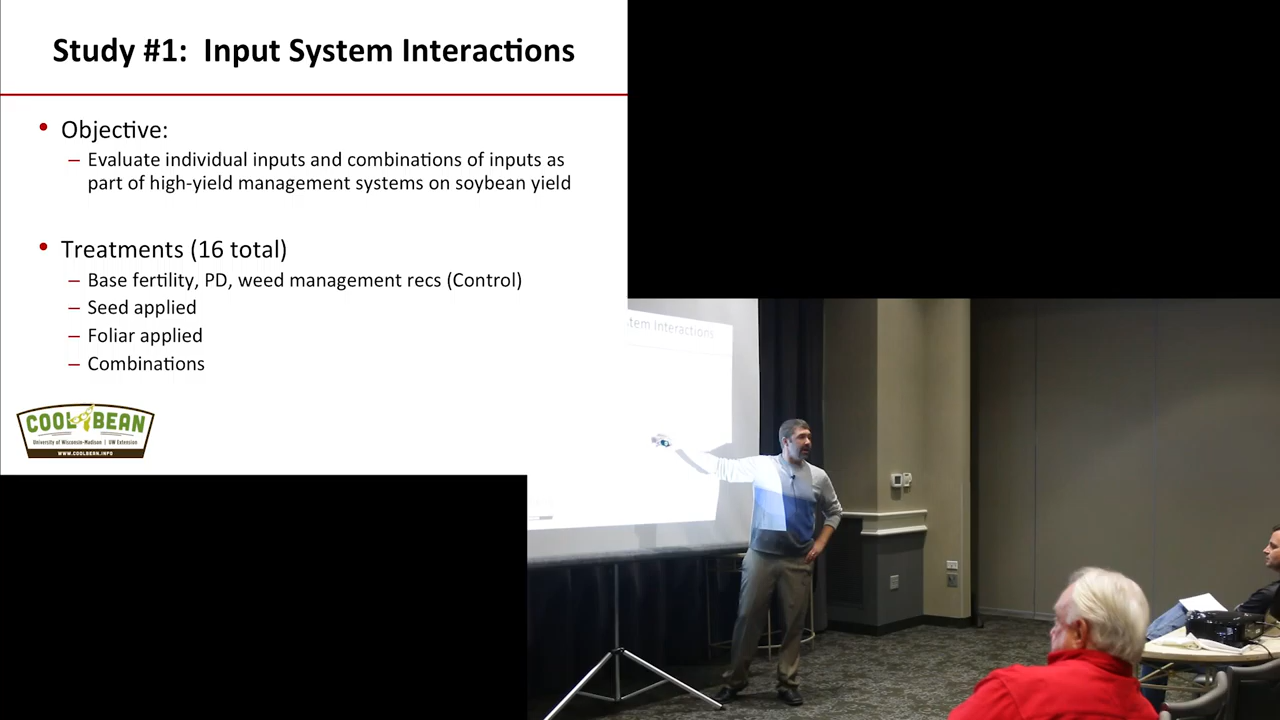 Study #1: Input System Interactions
• Objective:
– Evaluate individual inputs and combinations of inputs as
part of high-yield management systems on soybean yield
• Treatments (16 total)
– Base fertility, PD, weed management recs (Control)
– Seed applied
– Foliar applied
– Combinations
COOL BEAN
University of Wisconsin-Madison | UW Extension
WWW.COOLBEAN.INFO
tem Interactions